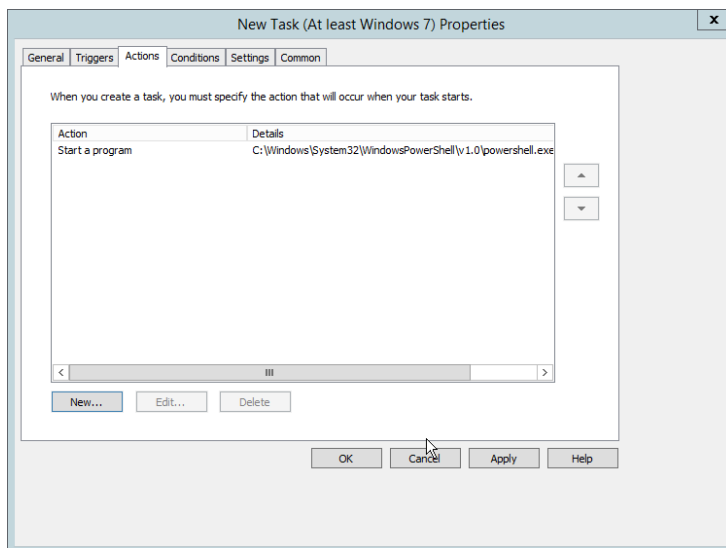 New Task (At least Windows 7) Properties
x
General Triggers Actions Conditions Settings Common
When you create a task, you must specify the action that will occur when your task starts.
Action Details
Start a program C:\Windows\System32\WindowsPowerShell\v1.0\powershell.exe
New... Edit... Delete
OK Cancel Apply Help